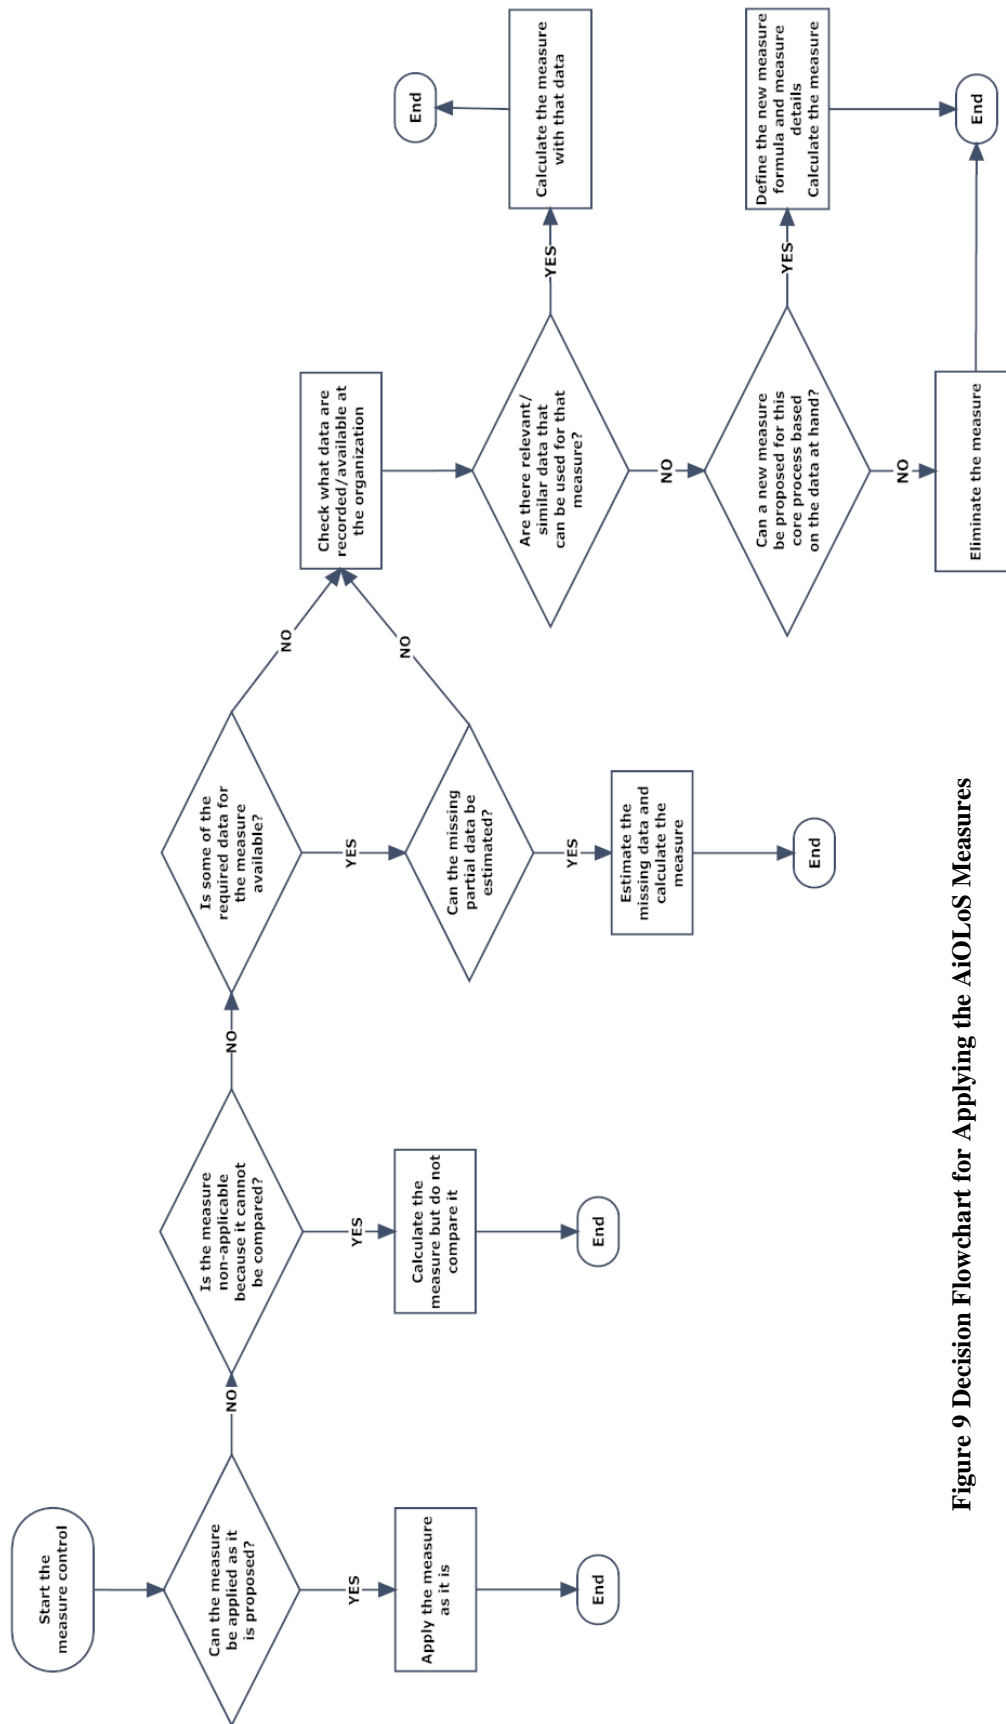 Start the
measure control
Can the measure
be applied as it
is proposed?
YES
Apply the measure
as it is
End
NO
Is the measure
non-applicable
because it cannot
be compared?
YES
Calculate the
measure but do not
compare it
End
NO
Is some of the
required data for
the measure
available?
YES
NO
Can the missing
partial data be
estimated?
YES
NO
Estimate the
missing data and
calculate the
measure
End
Check what data are
recorded/available at
the organization
Are there relevant/
similar data that
can be used for that
measure?
YES
Calculate the measure
with that data
End
NO
Can a new measure
be proposed for this
core process based
on the data at hand?
YES
Define the new measure
formula and measure
details
Calculate the measure
End
NO
Eliminate the measure
Figure 9 Decision Flowchart for Applying the AiOLoS Measures